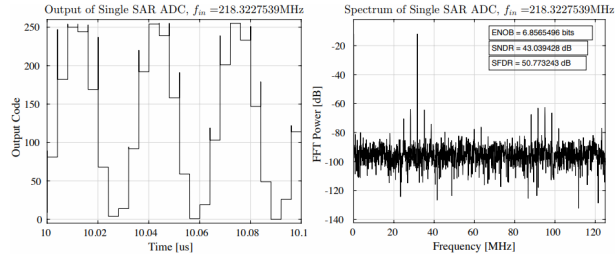 Output of Single SAR ADC, f_in=218.3227539MHz
250
200
150
100
50
0
Output Code
10
10.02
10.04
10.06
10.08
10.1
Time [us]
Spectrum of Single SAR ADC, f_in=218.3227539MHz
ENOB = 6.8565496 bits
SNDR = 43.039428 dB
SFDR = 50.773243 dB
-20
-40
-60
-80
-100
-120
-140
FFT Power [dB]
0
20
40
60
80
100
120
Frequency [MHz]